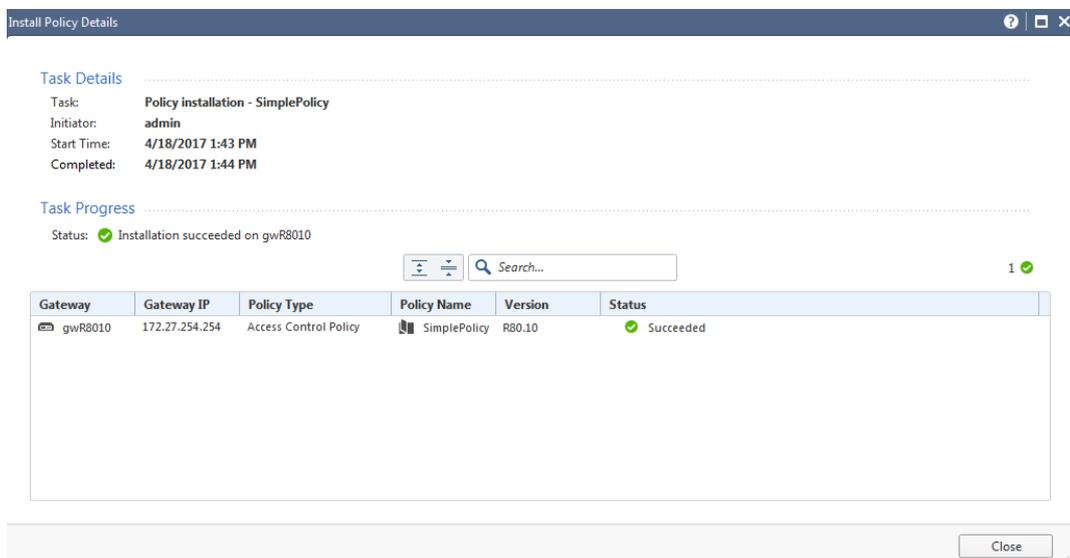 Install Policy Details
Task Details
Task: Policy installation - SimplePolicy
Initiator: admin
Start Time: 4/18/2017 1:43 PM
Completed: 4/18/2017 1:44 PM
Task Progress
Status: Installation succeeded on gwR8010
Search...
1
Gateway Gateway IP Policy Type Policy Name Version Status
gwR8010 172.27.254.254 Access Control Policy SimplePolicy R80.10 Succeeded
Close